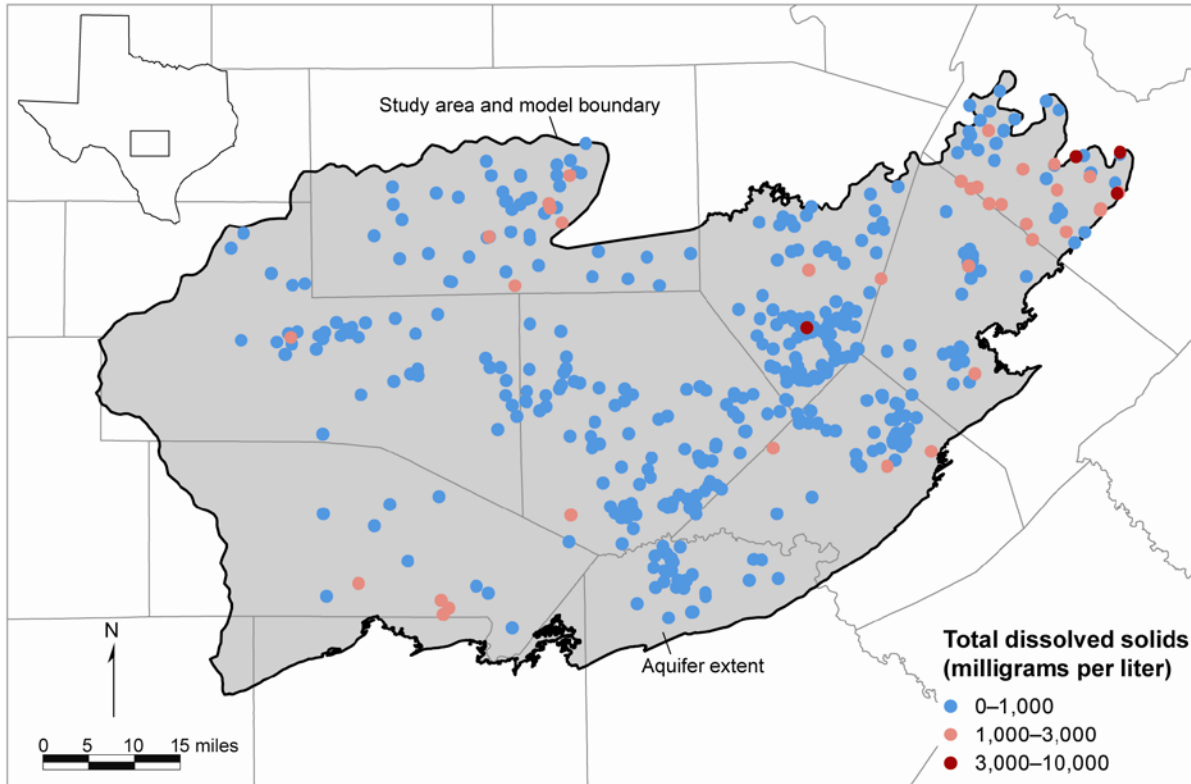 Study area and model boundary
Aquifer extent
N
0 5 10 15 miles
Total dissolved solids
(milligrams per liter)
0–1,000
1,000–3,000
3,000–10,000